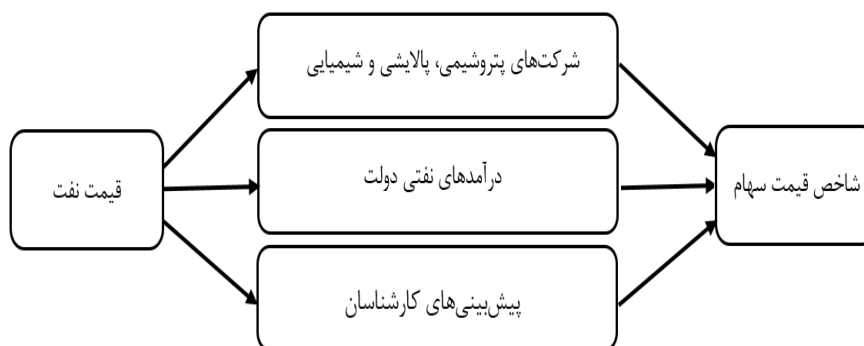 شرکت‌های پتروشیمی، پالایشی و شیمیایی
قیمت نفت
درآمدهای نفتی دولت
شاخص قیمت سهام
پیش‌بینی‌های کارشناسان